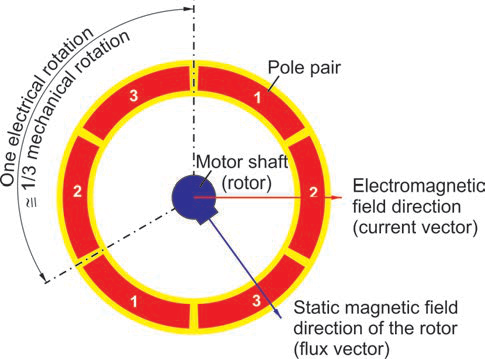 One electrical rotation
≅ 1/3 mechanical rotation
3
1
Pole pair
2
Motor shaft
(rotor)
2
Electromagnetic
field direction
(current vector)
1
3
Static magnetic field
direction of the rotor
(flux vector)